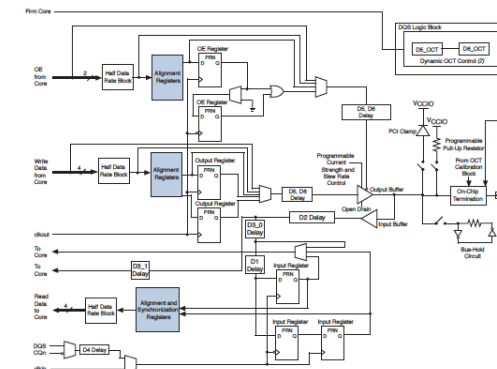 Firm Core
DQS Logic Block
D5_OCT
D6_OCT
Dynamic OCT Control (2)
OE
from
Core
2
Half Data
Rate Block
Alignment
Registers
OE Register
PRN
D
Q
OE Register
PRN
D
Q
D5, D6
Delay
VCCIO
VCCIO
PCI Clamp
Programmable
Pull-Up Resistor
Programmable
Current
Strength and
Slew Rate
Control
From OCT
Calibration
Block
Write
Data
from
Core
4
Half Data
Rate Block
Alignment
Registers
Output Register
PRN
D
Q
Output Register
PRN
D
Q
D5, D6
Delay
Output Buffer
On-Chip
Termination
Open Drain
D2 Delay
Input Buffer
clkout
D3_0
Delay
To
Core
To
Core
D3_1
Delay
D1
Delay
Bus-Hold
Circuit
Input Register
PRN
D
Q
Read
Data
to
Core
4
Half Data
Rate Block
Alignment and
Synchronization
Registers
Input Register
PRN
D
Q
Input Register
PRN
D
Q
DQS
CQn
D4 Delay